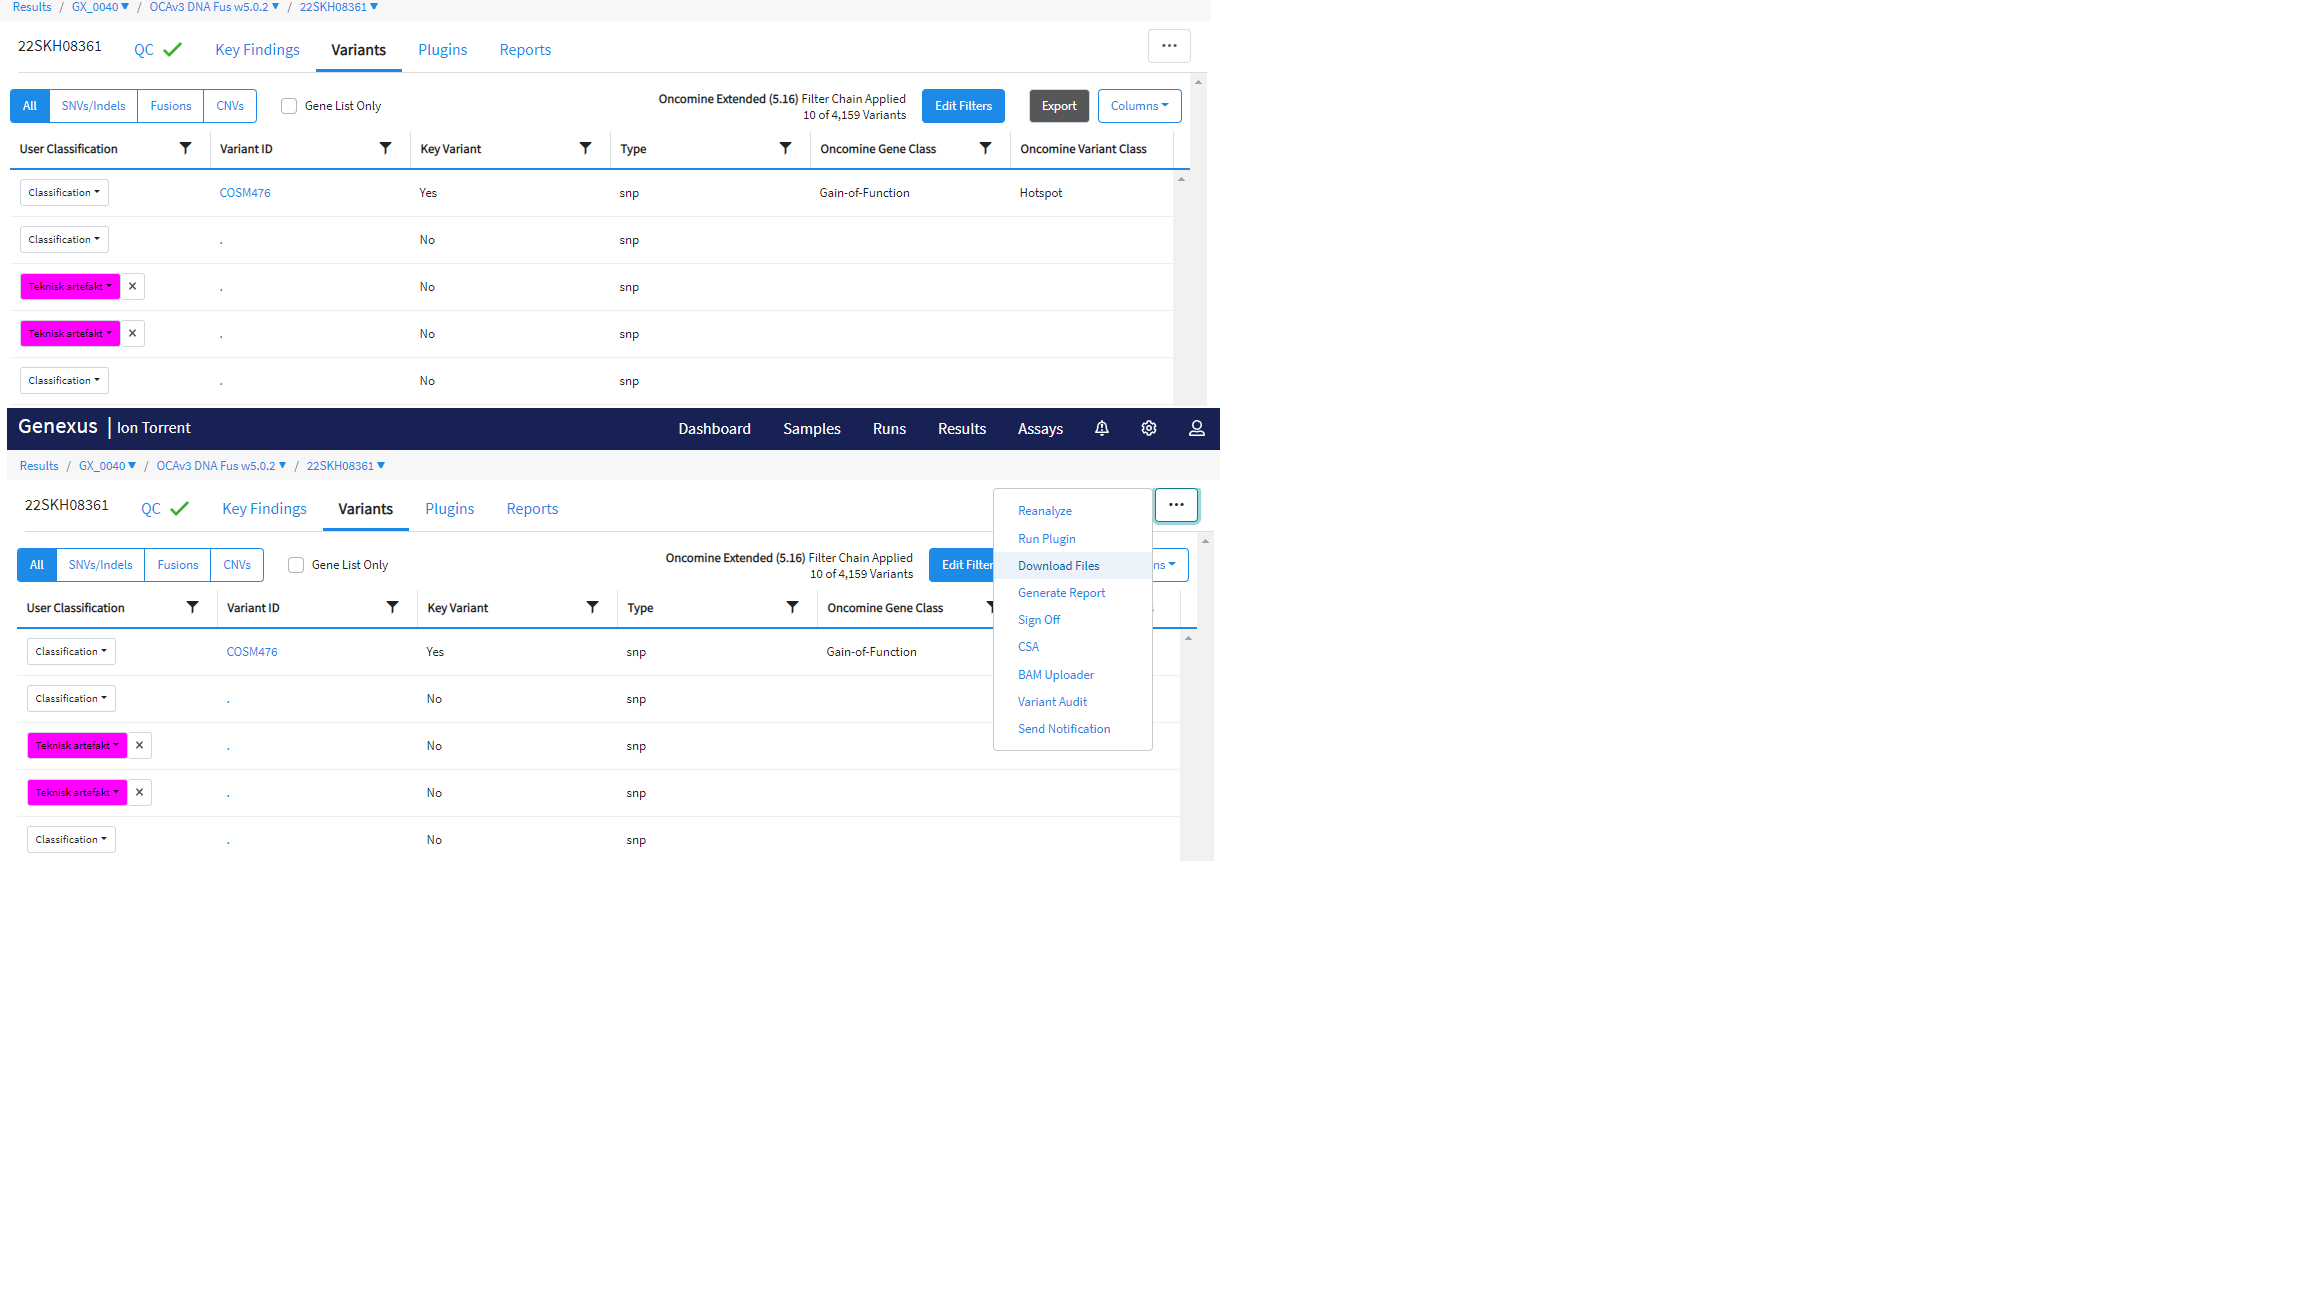 Results / GX_0040 / OCAv3 DNA Fus w5.0.2 / 22SKH08361
22SKH08361 QC Key Findings Variants Plugins Reports ...
All SNVs/Indels Fusions CNVs Gene List Only Oncomine Extended (5.16) Filter Chain Applied Edit Filters Export Columns
10 of 4,159 Variants
User Classification Variant ID Key Variant Type Oncomine Gene Class Oncomine Variant Class
Classification COSM476 Yes snp Gain-of-Function Hotspot
Classification . No snp
Teknisk artefakt × . No snp
Teknisk artefakt × . No snp
Classification . No snp
Genexus | Ion Torrent Dashboard Samples Runs Results Assays
Results / GX_0040 / OCAv3 DNA Fus w5.0.2 / 22SKH08361
22SKH08361 QC Key Findings Variants Plugins Reports ...
All SNVs/Indels Fusions CNVs Gene List Only Oncomine Extended (5.16) Filter Chain Applied Edit Filter ns
10 of 4,159 Variants
User Classification Variant ID Key Variant Type Oncomine Gene Class
Classification COSM476 Yes snp Gain-of-Function
Classification . No snp
Teknisk artefakt × . No snp
Teknisk artefakt × . No snp
Classification . No snp
Reanalyze
Run Plugin
Download Files
Generate Report
Sign Off
CSA
BAM Uploader
Variant Audit
Send Notification